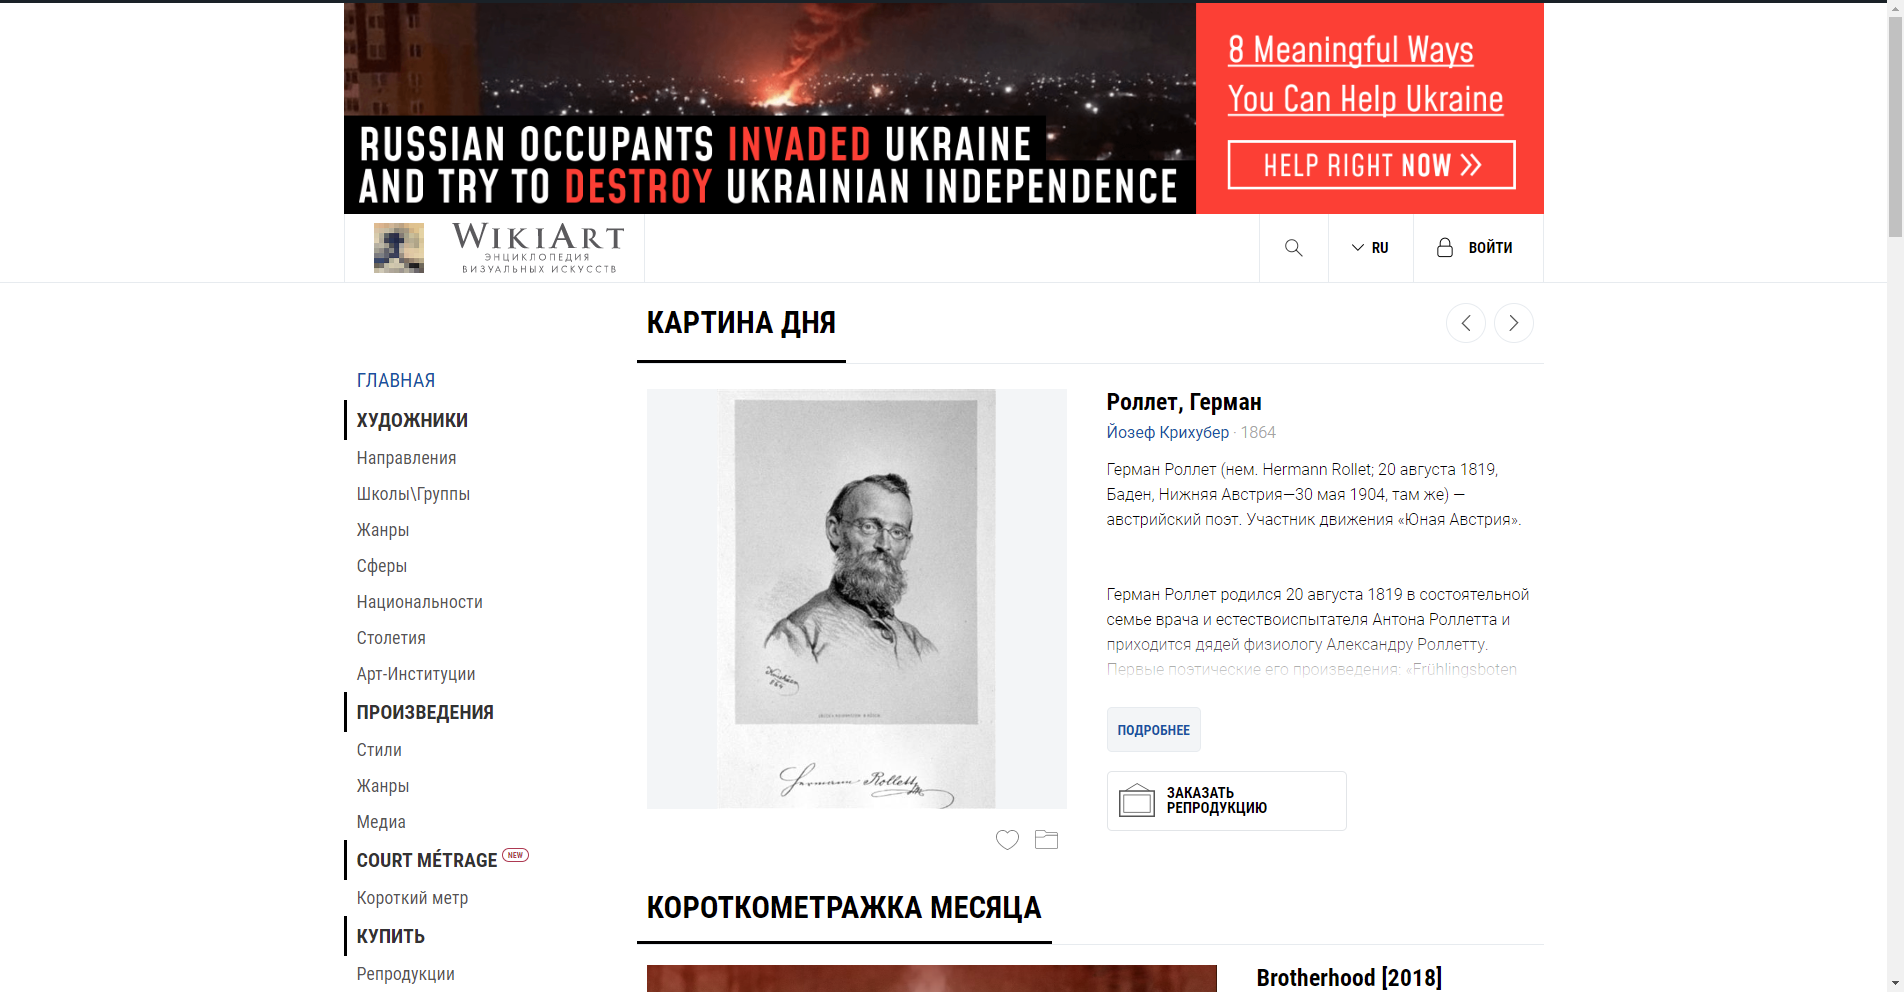 8 Meaningful Ways
You Can Help Ukraine
HELP RIGHT NOW
RUSSIAN OCCUPANTS INVADED UKRAINE
AND TRY TO DESTROY UKRAINIAN INDEPENDENCE
WIKIART
ЭНЦИКЛОПЕДИЯ
ВИЗУАЛЬНЫХ ИСКУССТВ
RU
ВОЙТИ
КАРТИНА ДНЯ
ГЛАВНАЯ
ХУДОЖНИКИ
Направления
Школы\Группы
Жанры
Сферы
Национальности
Столетия
Арт-Институции
ПРОИЗВЕДЕНИЯ
Стили
Жанры
Медиа
COURT MÉTRAGE NEW
Короткий метр
КУПИТЬ
Репродукции
Hermann Rollett
Роллет, Герман
Йозеф Крихубер · 1864
Герман Роллет (нем. Hermann Rollet; 20 августа 1819,
Баден, Нижняя Австрия—30 мая 1904, там же) —
австрийский поэт. Участник движения «Юная Австрия».
Герман Роллет родился 20 августа 1819 в состоятельной
семье врача и естествоиспытателя Антона Роллетта и
приходится дядей физиологу Александру Роллетту.
Первые поэтические его произведения: «Frühlingsboten
ПОДРОБНЕЕ
ЗАКАЗАТЬ
РЕПРОДУКЦИЮ
КОРОТКОМЕТРАЖКА МЕСЯЦА
Brotherhood [2018]